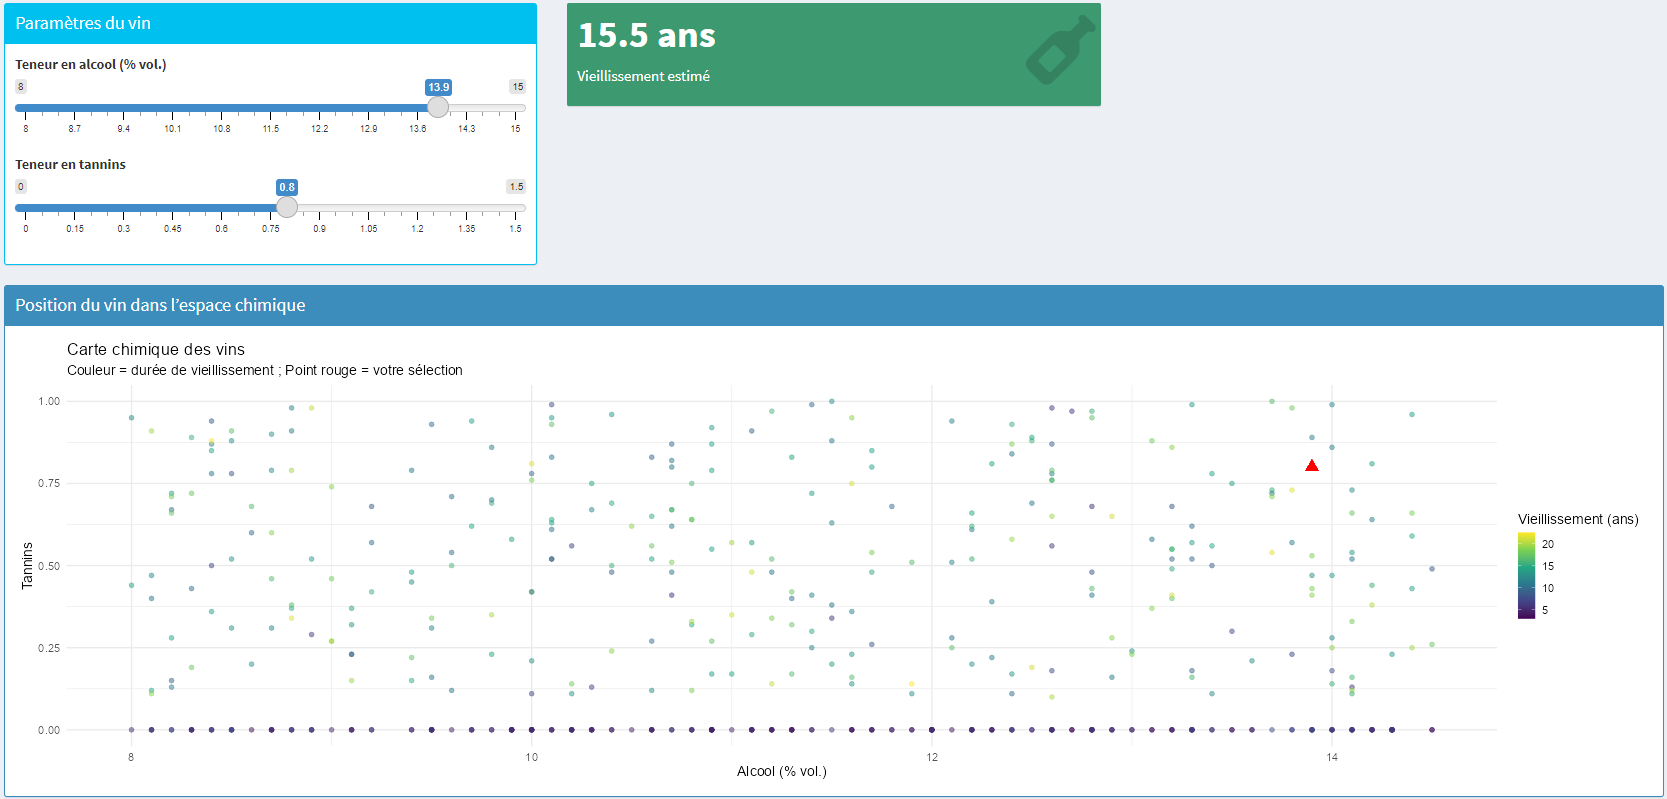 Paramètres du vin
Teneur en alcool (% vol.)
8 13.9 15
8 8.7 9.4 10.1 10.8 11.5 12.2 12.9 13.6 14.3 15
Teneur en tannins
0 0.8 1.5
0 0.15 0.3 0.45 0.6 0.75 0.9 1.05 1.2 1.35 1.5
15.5 ans
Vieillissement estimé
Position du vin dans l’espace chimique
Carte chimique des vins
Couleur = durée de vieillissement ; Point rouge = votre sélection
Tannins
1.00
0.75
0.50
0.25
0.00
8 10 12 14
Alcool (% vol.)
Vieillissement (ans)
20
15
10
5